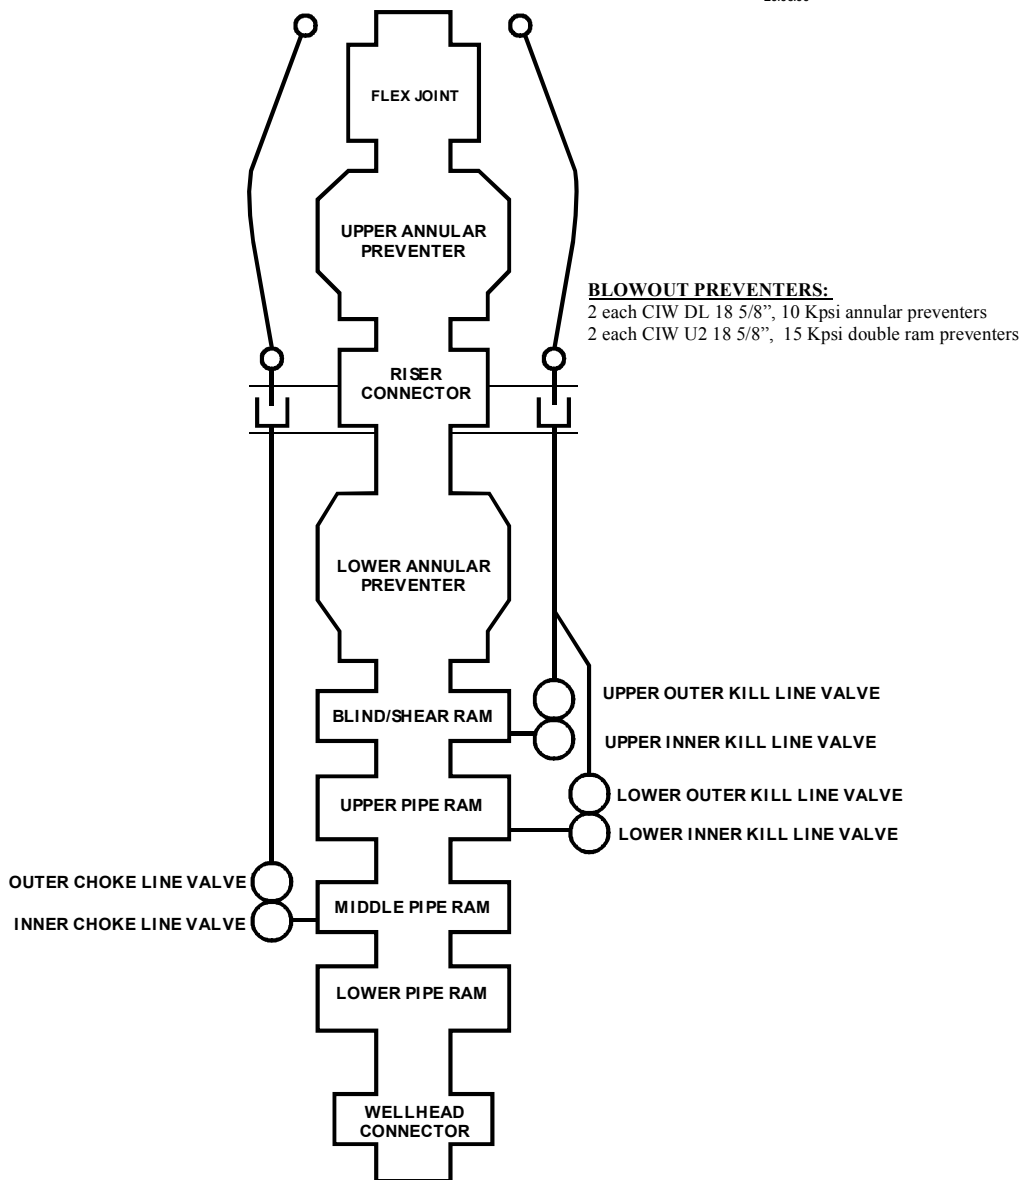 FLEX JOINT
UPPER ANNULAR
PREVENTER
BLOWOUT PREVENTERS:
2 each CIW DL 18 5/8”, 10 Kpsi annular preventers
2 each CIW U2 18 5/8”, 15 Kpsi double ram preventers
RISER
CONNECTOR
LOWER ANNULAR
PREVENTER
UPPER OUTER KILL LINE VALVE
BLIND/SHEAR RAM
UPPER INNER KILL LINE VALVE
LOWER OUTER KILL LINE VALVE
UPPER PIPE RAM
LOWER INNER KILL LINE VALVE
OUTER CHOKE LINE VALVE
MIDDLE PIPE RAM
INNER CHOKE LINE VALVE
LOWER PIPE RAM
WELLHEAD
CONNECTOR